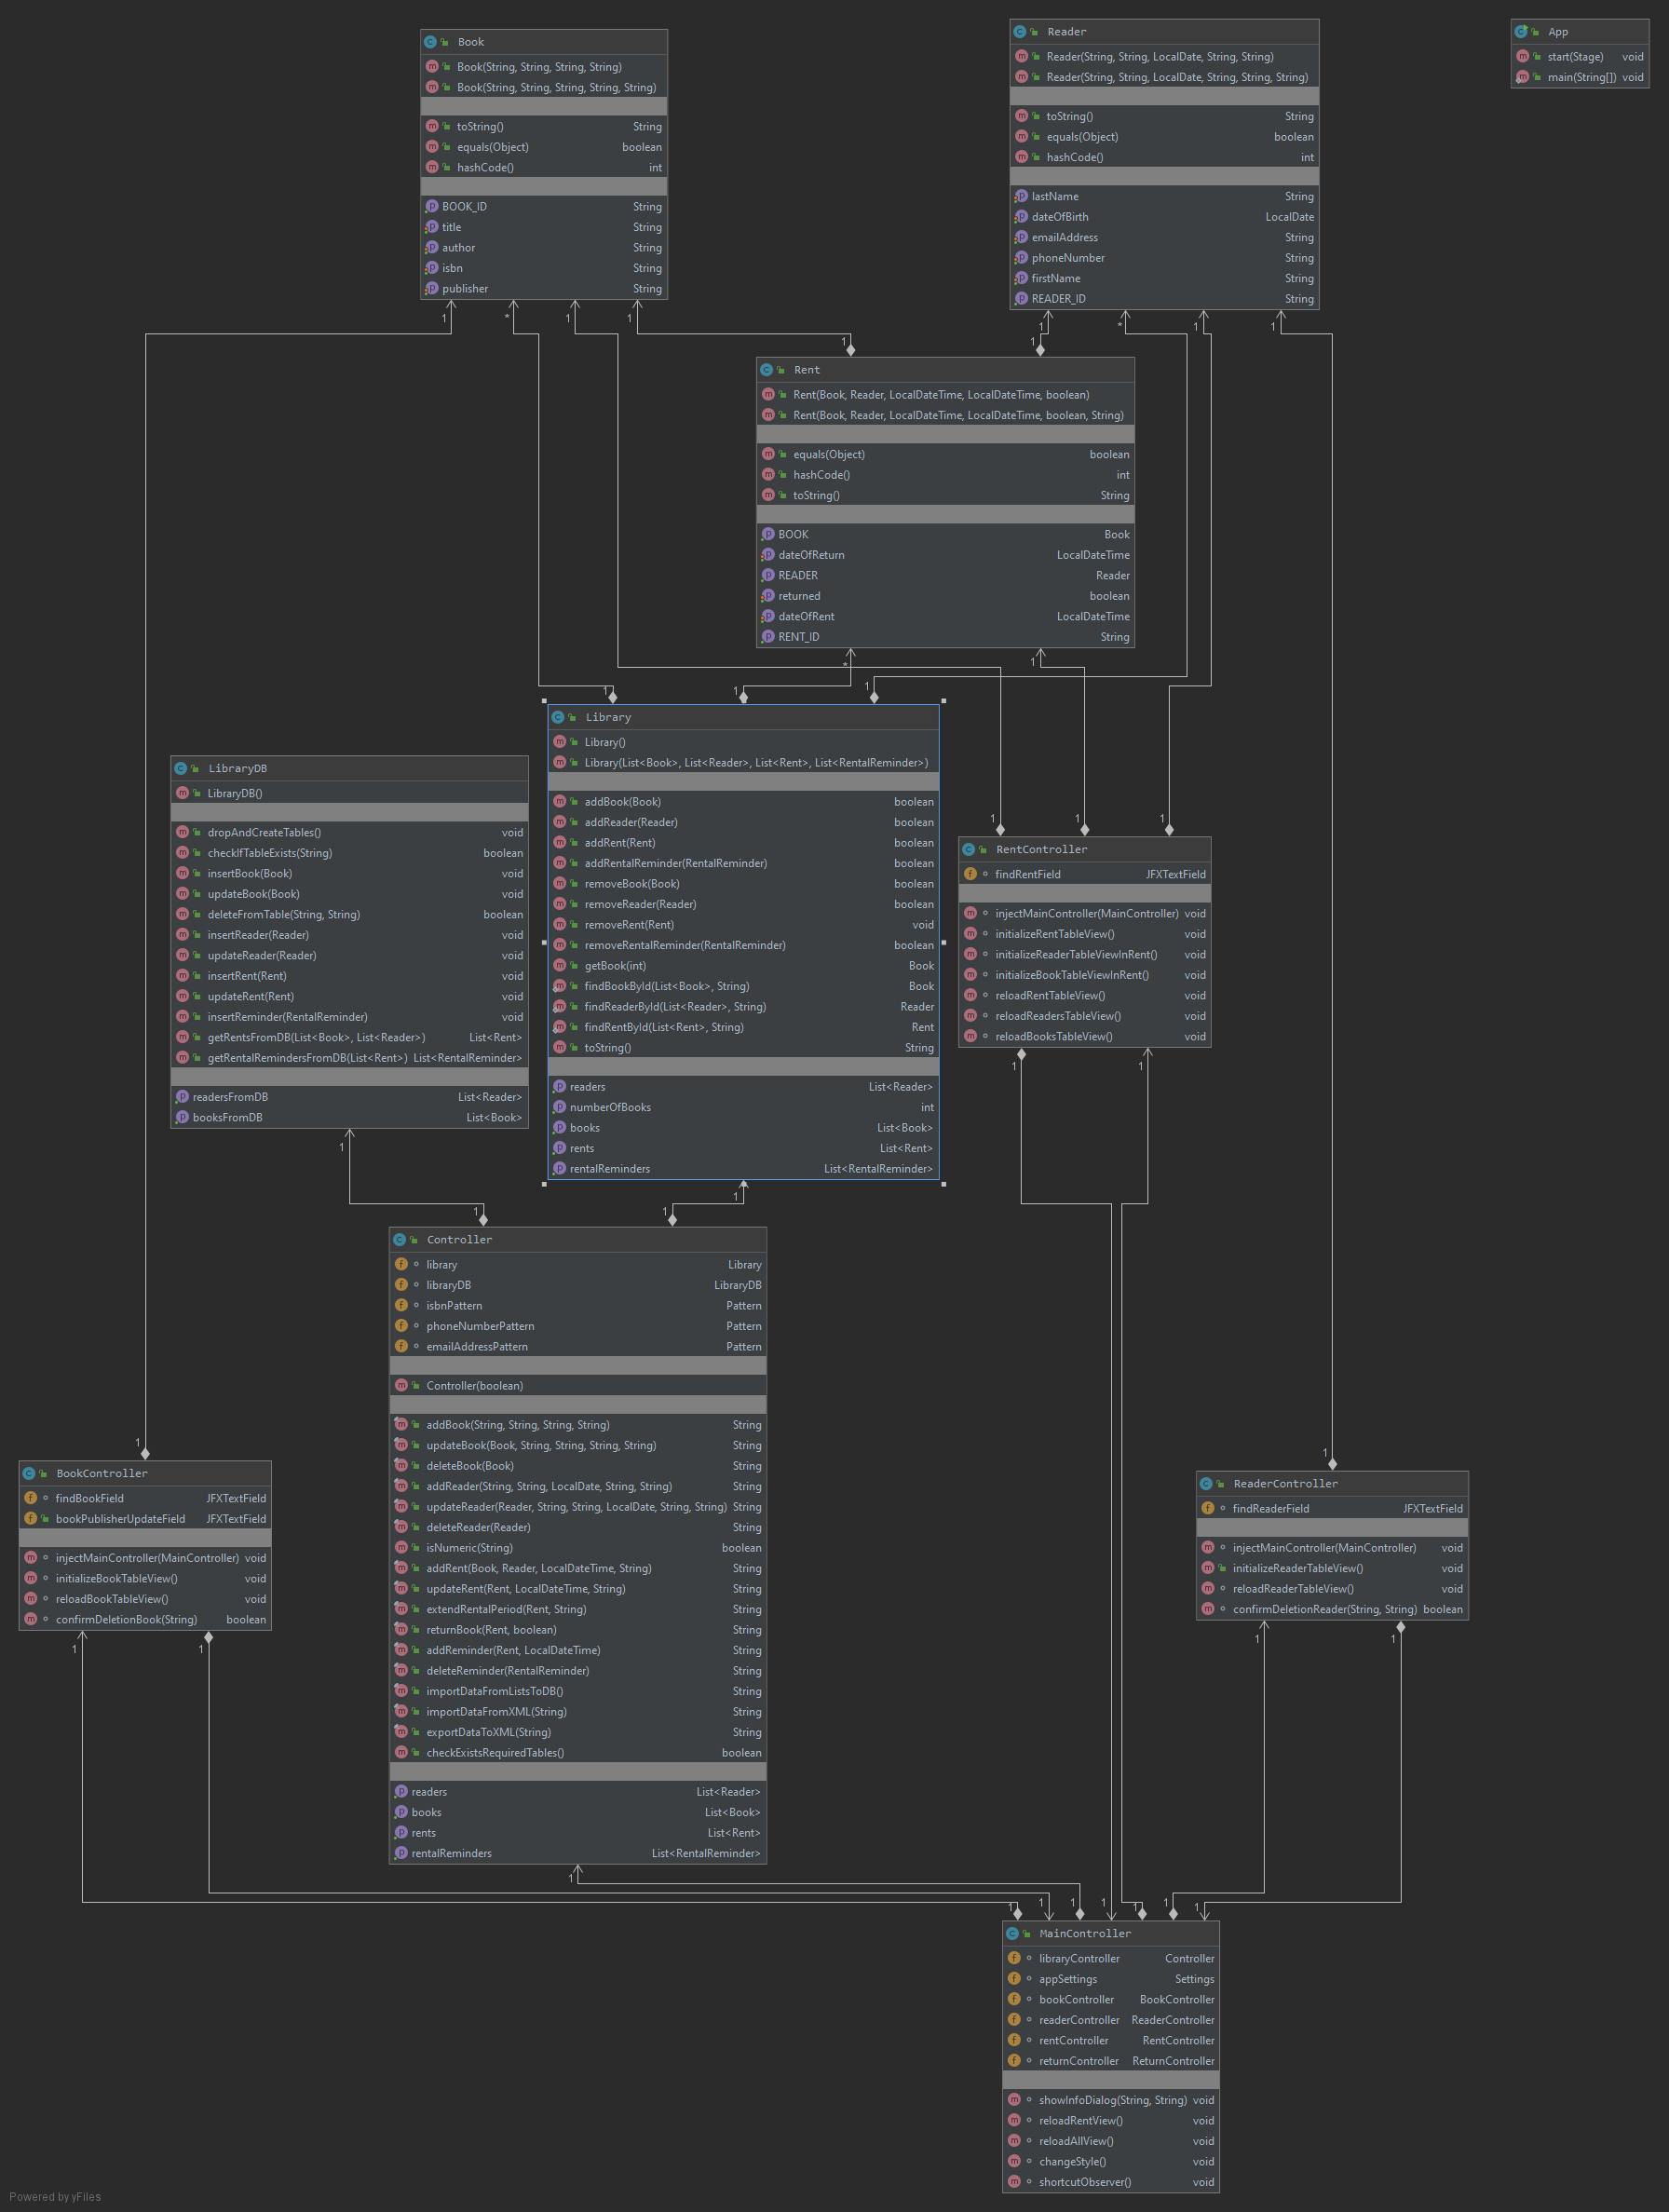 Book
Book(String, String, String, String)
Book(String, String, String, String, String)
toString() String
equals(Object) boolean
hashCode() int
BOOK_ID String
title String
author String
isbn String
publisher String
Reader
Reader(String, String, LocalDate, String, String)
Reader(String, String, LocalDate, String, String, String)
toString() String
equals(Object) boolean
hashCode() int
lastName String
dateOfBirth LocalDate
emailAddress String
phoneNumber String
firstName String
READER_ID String
App
start(Stage) void
main(String[]) void
1 * 1 1
1 * 1 1
1 1
Rent
Rent(Book, Reader, LocalDateTime, LocalDateTime, boolean)
Rent(Book, Reader, LocalDateTime, LocalDateTime, boolean, String)
equals(Object) boolean
hashCode() int
toString() String
BOOK Book
dateOfReturn LocalDateTime
READER Reader
returned boolean
dateOfRent LocalDateTime
RENT_ID String
* 1
1 1 1
Library
Library()
Library(List<Book>, List<Reader>, List<Rent>, List<RentalReminder>)
addBook(Book) boolean
addReader(Reader) boolean
addRent(Rent) boolean
addRentalReminder(RentalReminder) boolean
removeBook(Book) boolean
removeReader(Reader) boolean
removeRent(Rent) void
removeRentalReminder(RentalReminder) boolean
getBook(int) Book
findBookById(List<Book>, String) Book
findReaderById(List<Reader>, String) Reader
findRentById(List<Rent>, String) Rent
toString() String
readers List<Reader>
numberOfBooks int
books List<Book>
rents List<Rent>
rentalReminders List<RentalReminder>
LibraryDB
LibraryDB()
dropAndCreateTables() void
checkIfTableExists(String) boolean
insertBook(Book) void
updateBook(Book) void
deleteFromTable(String, String) boolean
insertReader(Reader) void
updateReader(Reader) void
insertRent(Rent) void
updateRent(Rent) void
insertReminder(RentalReminder) void
getRentsFromDB(List<Book>, List<Reader>) List<Rent>
getRentalRemindersFromDB(List<Rent>) List<RentalReminder>
readersFromDB List<Reader>
booksFromDB List<Book>
1 1 1
RentController
findRentField JFXTextField
injectMainController(MainController) void
initializeRentTableView() void
initializeReaderTableViewInRent() void
initializeBookTableViewInRent() void
reloadRentTableView() void
reloadReadersTableView() void
reloadBooksTableView() void
1 1
1 1
1 1
Controller
library Library
libraryDB LibraryDB
isbnPattern Pattern
phoneNumberPattern Pattern
emailAddressPattern Pattern
Controller(boolean)
addBook(String, String, String, String) String
updateBook(Book, String, String, String, String) String
deleteBook(Book) String
addReader(String, String, LocalDate, String, String) String
updateReader(Reader, String, String, LocalDate, String, String) String
deleteReader(Reader) String
isNumeric(String) boolean
addRent(Book, Reader, LocalDateTime, String) String
updateRent(Rent, LocalDateTime, String) String
extendRentalPeriod(Rent, String) String
returnBook(Rent, boolean) String
addReminder(Rent, LocalDateTime) String
deleteReminder(RentalReminder) String
importDataFromListsToDB() String
importDataFromXML(String) String
exportDataToXML(String) String
checkExistsRequiredTables() boolean
readers List<Reader>
books List<Book>
rents List<Rent>
rentalReminders List<RentalReminder>
1
BookController
findBookField JFXTextField
bookPublisherUpdateField JFXTextField
injectMainController(MainController) void
initializeBookTableView() void
reloadBookTableView() void
confirmDeletionBook(String) boolean
1 1
1
ReaderController
findReaderField JFXTextField
injectMainController(MainController) void
initializeReaderTableView() void
reloadReaderTableView() void
confirmDeletionReader(String, String) boolean
1 1
1
1 1 1 1 1 1 1
MainController
libraryController Controller
appSettings Settings
bookController BookController
readerController ReaderController
rentController RentController
returnController ReturnController
showInfoDialog(String, String) void
reloadRentView() void
reloadAllView() void
changeStyle() void
shortcutObserver() void
Powered by yFiles